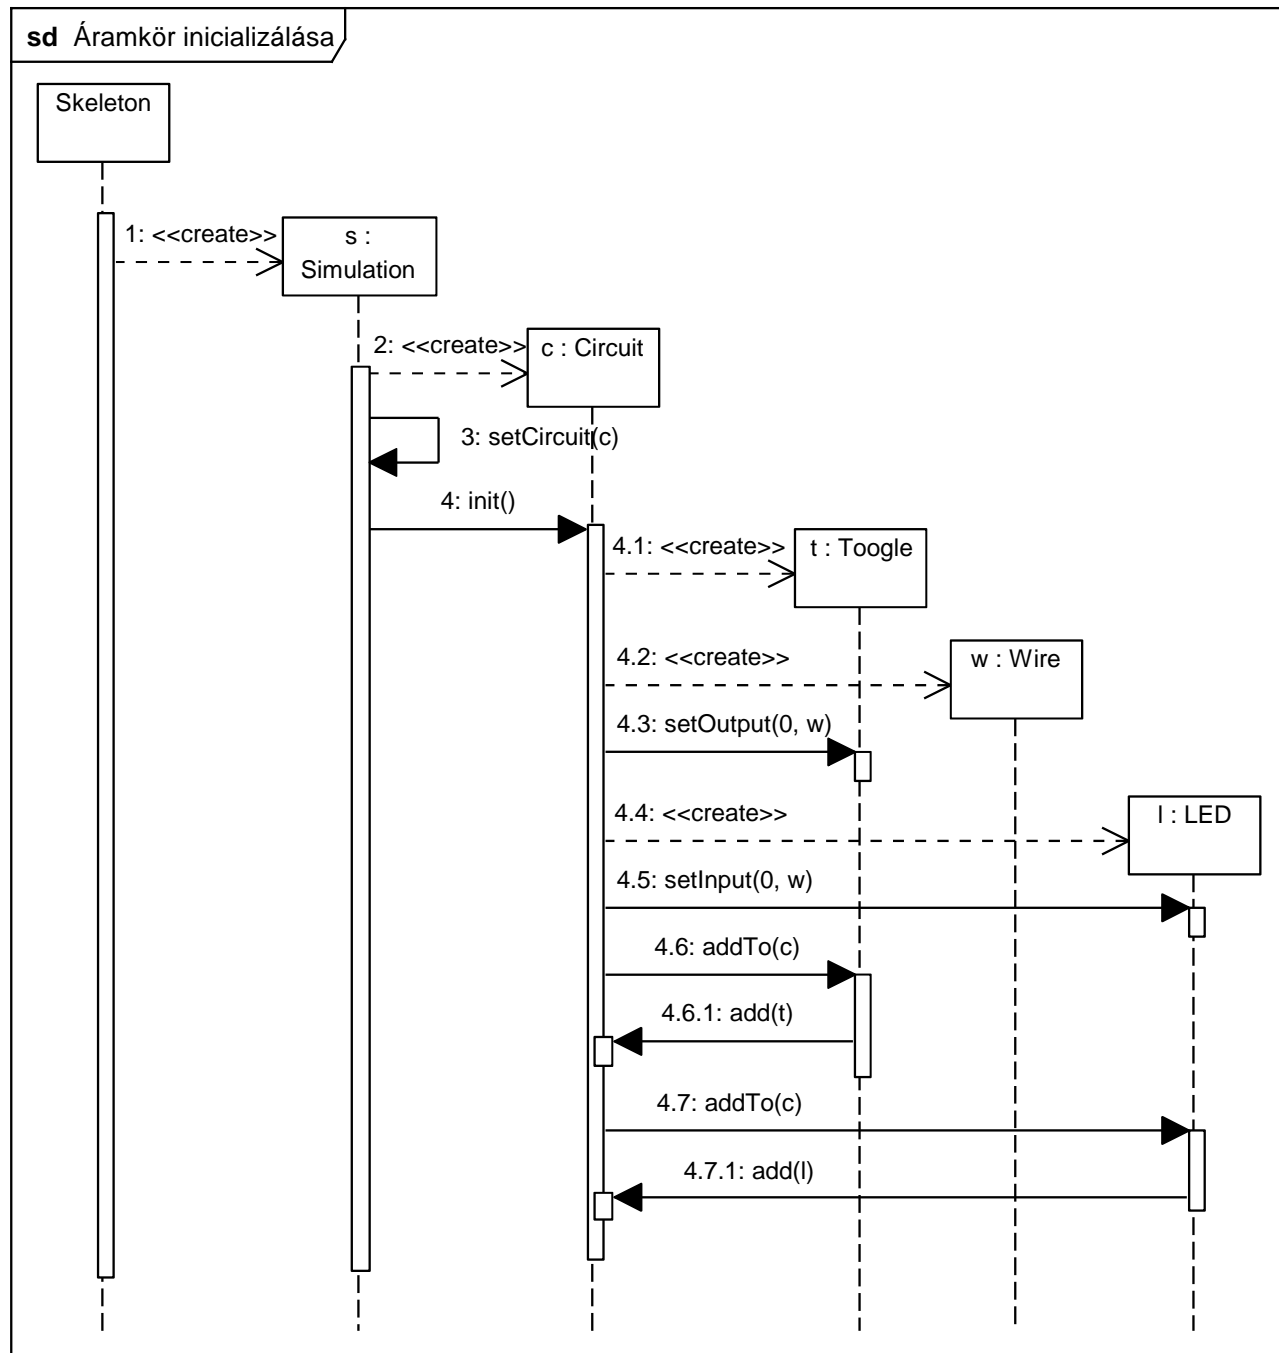 sd Áramkör inicializálása
Skeleton
1: <<create>>
s :
Simulation
2: <<create>>
c : Circuit
3: setCircuit(c)
4: init()
4.1: <<create>>
t : Toogle
4.2: <<create>>
w : Wire
4.3: setOutput(0, w)
4.4: <<create>>
l : LED
4.5: setInput(0, w)
4.6: addTo(c)
4.6.1: add(t)
4.7: addTo(c)
4.7.1: add(l)